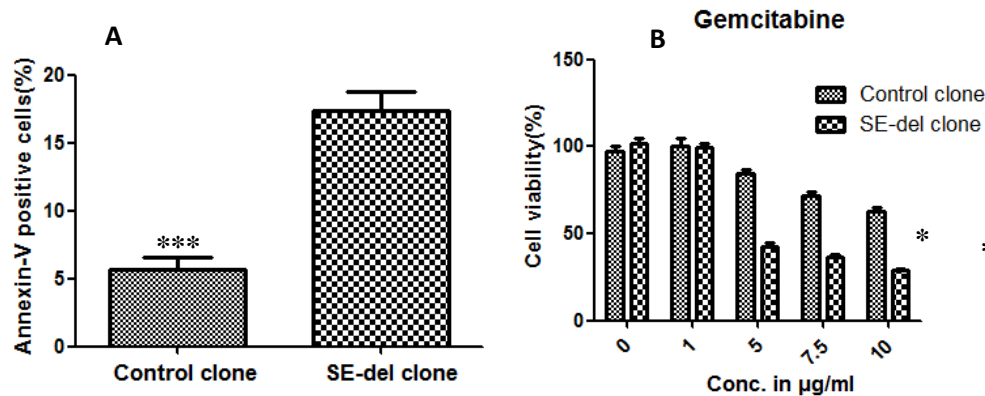 A
Annexin-V positive cells(%)
20
15
10
5
0
***
Control clone
SE-del clone
B
Gemcitabine
Cell viability(%)
150
100
50
0
Control clone
SE-del clone
*
0
1
5
7.5
10
Conc. in µg/ml